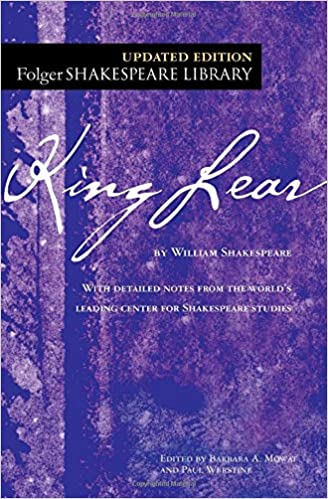 UPDATED EDITION
Folger SHAKESPEARE LIBRARY
King Lear
BY WILLIAM SHAKESPEARE
WITH DETAILED NOTES FROM THE WORLD'S
LEADING CENTER FOR SHAKESPEARE STUDIES
EDITED BY BARBARA A. MOWAT
AND PAUL WERSTINE